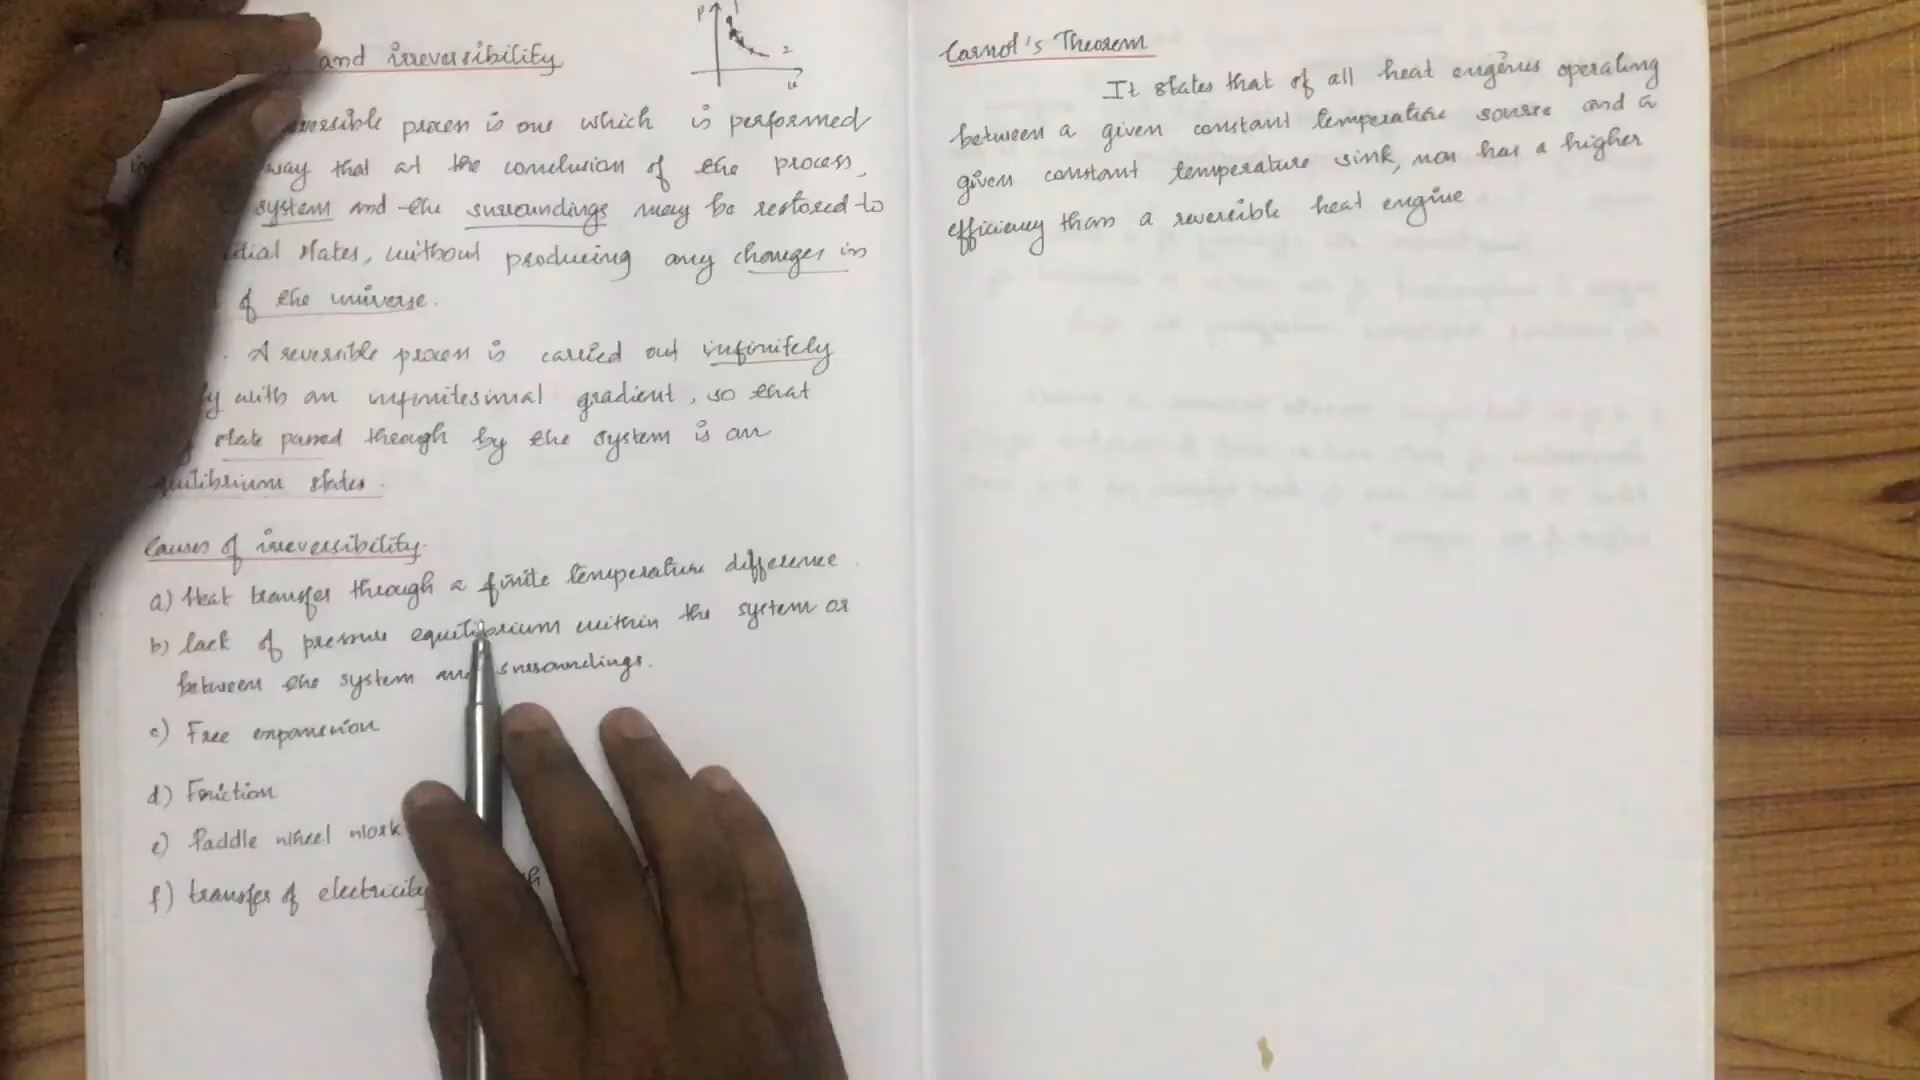 and irreversibility
P 1
2
u
process is one which is performed
way that at the conclusion of the process,
system and the surroundings may be restored to
states, without producing any changes in
of the universe.
A reversible process is carried out infinitely
with an infinitesimal gradient, so that
state passed through by the system is an
states.
Causes of irreversibility.
a) Heat transfer through a finite temperature difference.
b) lack of pressure equilibrium within the system or
between the system and surroundings.
c) Free expansion
d) Friction
e) Paddle wheel work
f) transfer of electricity
Carnot's Theorem
It states that of all heat engines operating
between a given constant temperature source and a
given constant temperature sink, non has a higher
efficiency than a reversible heat engine